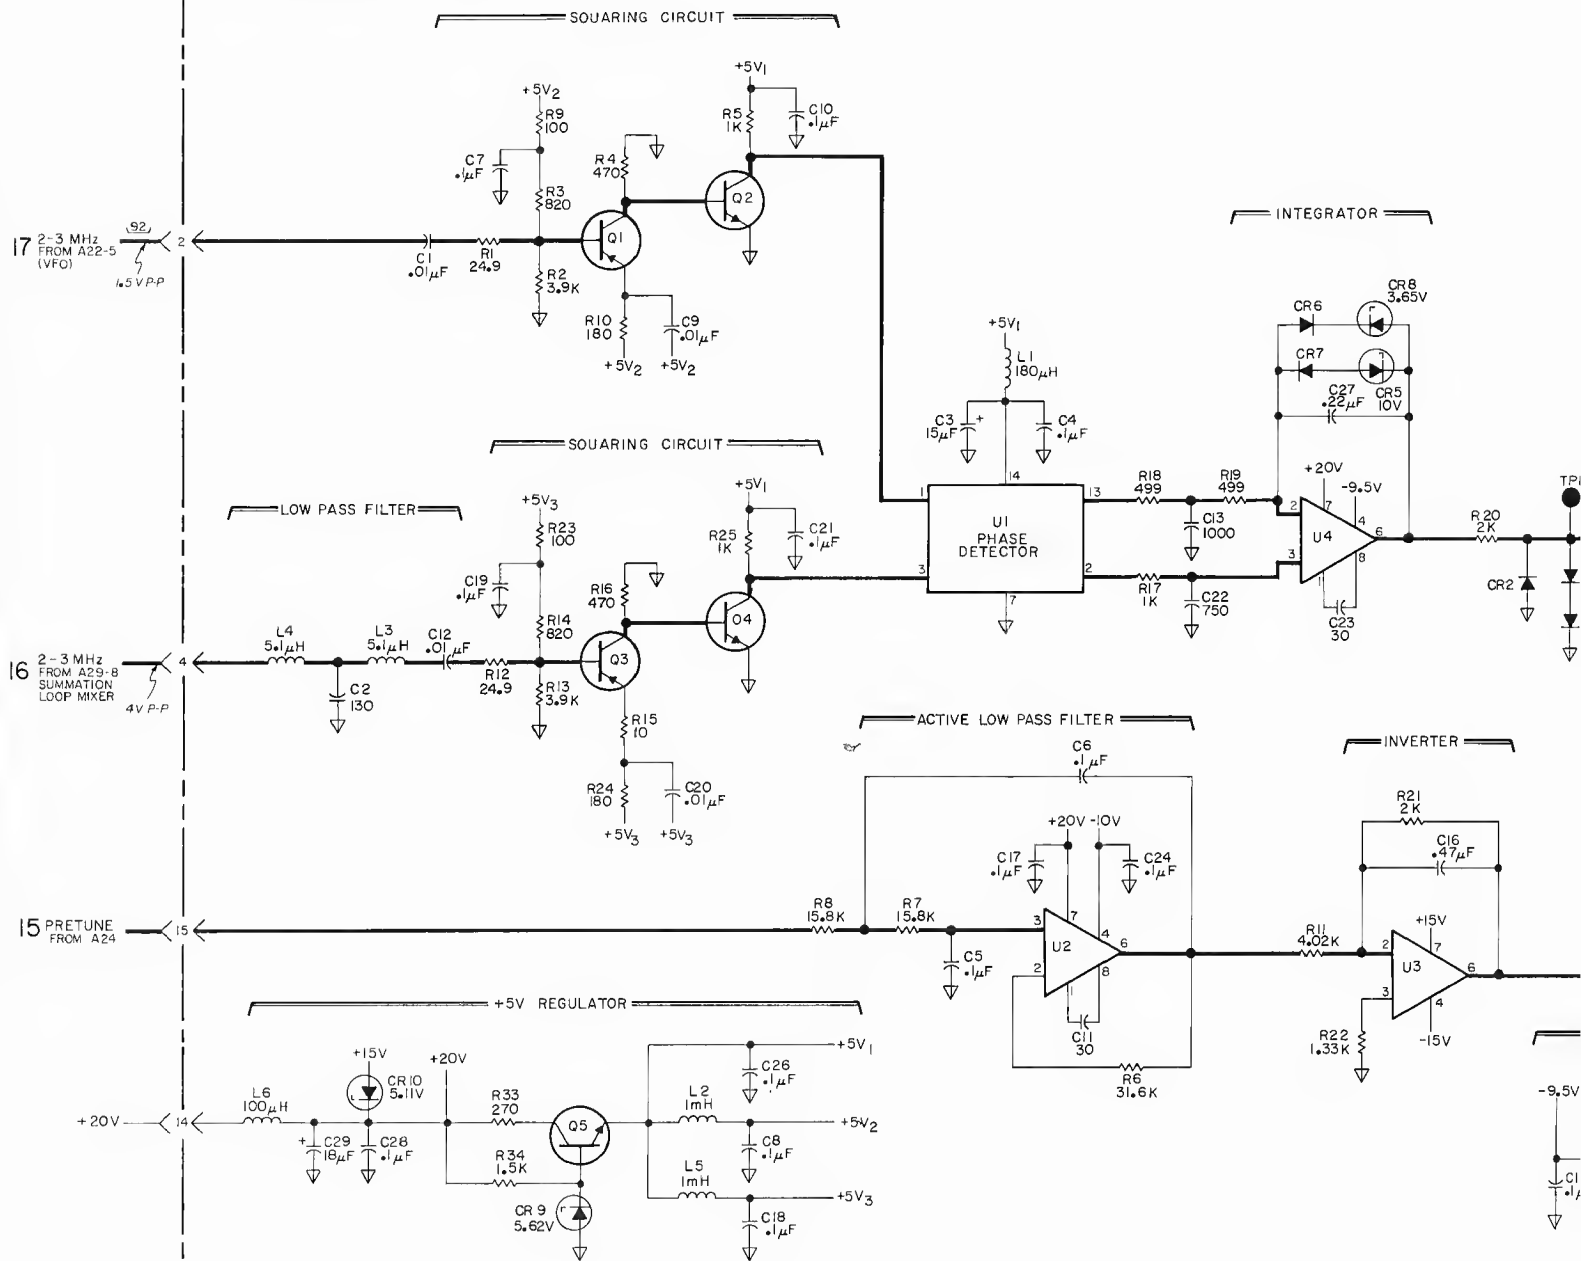 SOUARING CIRCUIT
+5V₁
+5V₂
R9
100
R5
1K
C10
.1µF
C7
.1µF
R4
470
R3
820
Q2
17 2-3 MHz
FROM A22-5
(VFO)
(92)
2
1.5V P-P
C1
.01µF
R1
24.9
Q1
R2
3.9K
R10
180
C9
.01µF
+5V₂ +5V₂
INTEGRATOR
CR8
3.65V
CR6
CR7
CR5
10V
C27
.22µF
+5V₁
L1
180µH
C3
15µF
+
C4
.1µF
14
1
13
3
2
7
U1
PHASE
DETECTOR
R18
499
R19
499
C13
1000
R17
1K
C22
750
+20V
-9.5V
2
7
4
U4
6
3
1
8
C23
30
R20
2K
CR2
TP1
SOUARING CIRCUIT
LOW PASS FILTER
+5V₃
R23
100
+5V₁
R25
1K
C21
.1µF
C19
.1µF
R16
470
R14
820
O4
16 2-3 MHz
FROM A29-8
SUMMATION
LOOP MIXER
4
4V P-P
L4
5.1µH
L3
5.1µH
C12
.01µF
C2
130
R12
24.9
Q3
R13
3.9K
R15
10
R24
180
C20
.01µF
+5V₃ +5V₃
ACTIVE LOW PASS FILTER
C6
.1µF
+20V -10V
C17
.1µF
C24
.1µF
15 PRETUNE
FROM A24
15
R8
15.8K
R7
15.8K
C5
.1µF
3
7
4
U2
6
2
1
8
C11
30
R6
31.6K
INVERTER
R21
2K
C16
.47µF
R11
4.02K
+15V
2
7
U3
6
3
4
-15V
R22
1.33K
+5V REGULATOR
+15V
CR10
5.11V
+20V
+20V
14
L6
100µH
+
C29
18µF
C28
.1µF
R33
270
R34
1.5K
Q5
CR9
5.62V
+5V₁
C26
.1µF
L2
1mH
+5V₂
C8
.1µF
L5
1mH
+5V₃
C18
.1µF
-9.5V